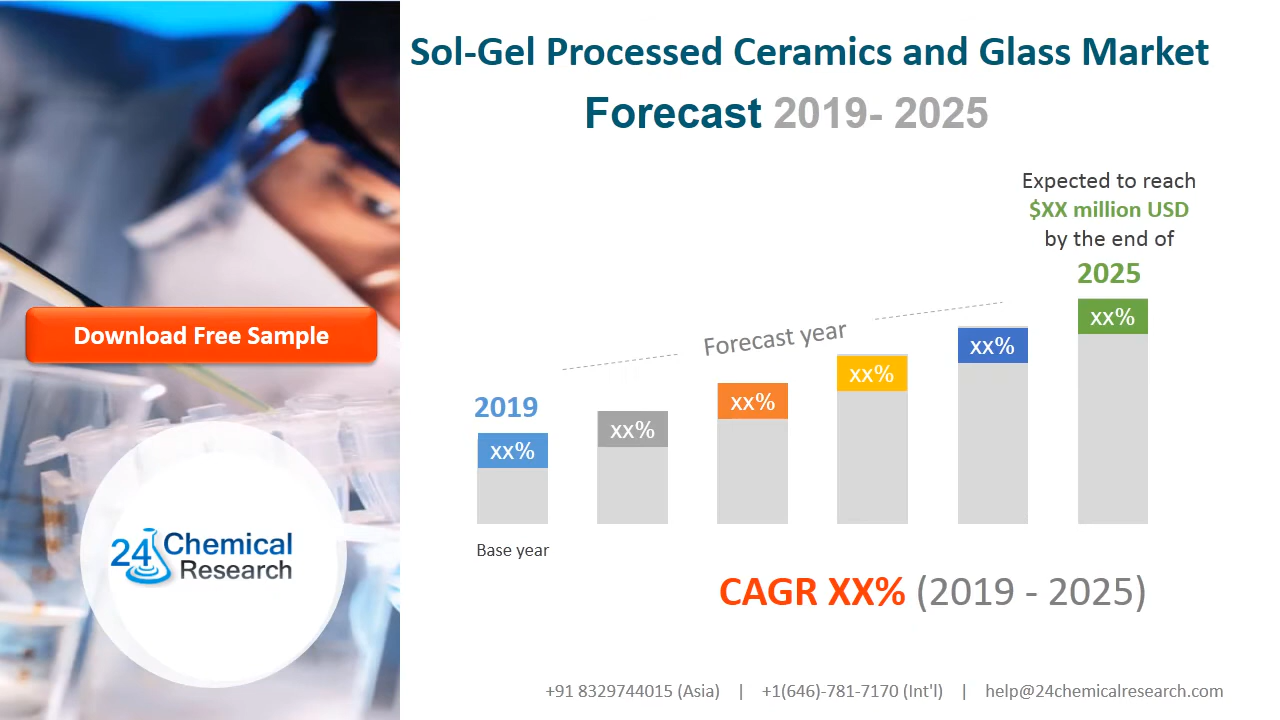 Sol-Gel Processed Ceramics and Glass Market
Forecast 2019- 2025
Expected to reach
$XX million USD
by the end of
2025
Forecast year
2019
xx%
xx%
xx%
xx%
xx%
xx%
Base year
CAGR XX% (2019 - 2025)
Download Free Sample
24 Chemical
Research
+91 8329744015 (Asia) | +1(646)-781-7170 (Int'l) | help@24chemicalresearch.com